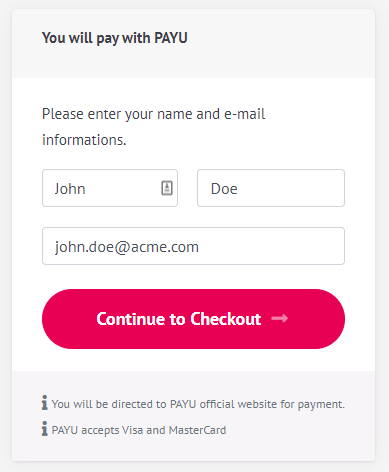 You will pay with PAYU
Please enter your name and e-mail
informations.
John
Doe
john.doe@acme.com
Continue to Checkout →
You will be directed to PAYU official website for payment.
PAYU accepts Visa and MasterCard